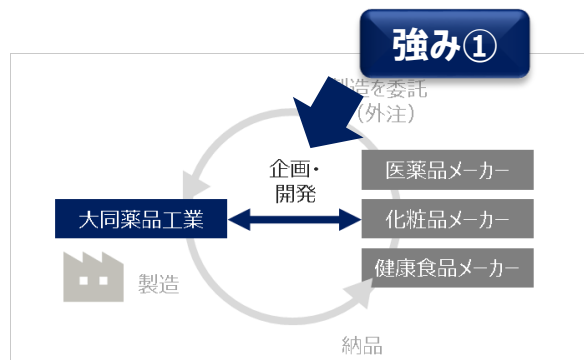 強み①
製造を委託
（外注）
企画・
開発
医薬品メーカー
大同薬品工業
化粧品メーカー
健康食品メーカー
製造
納品